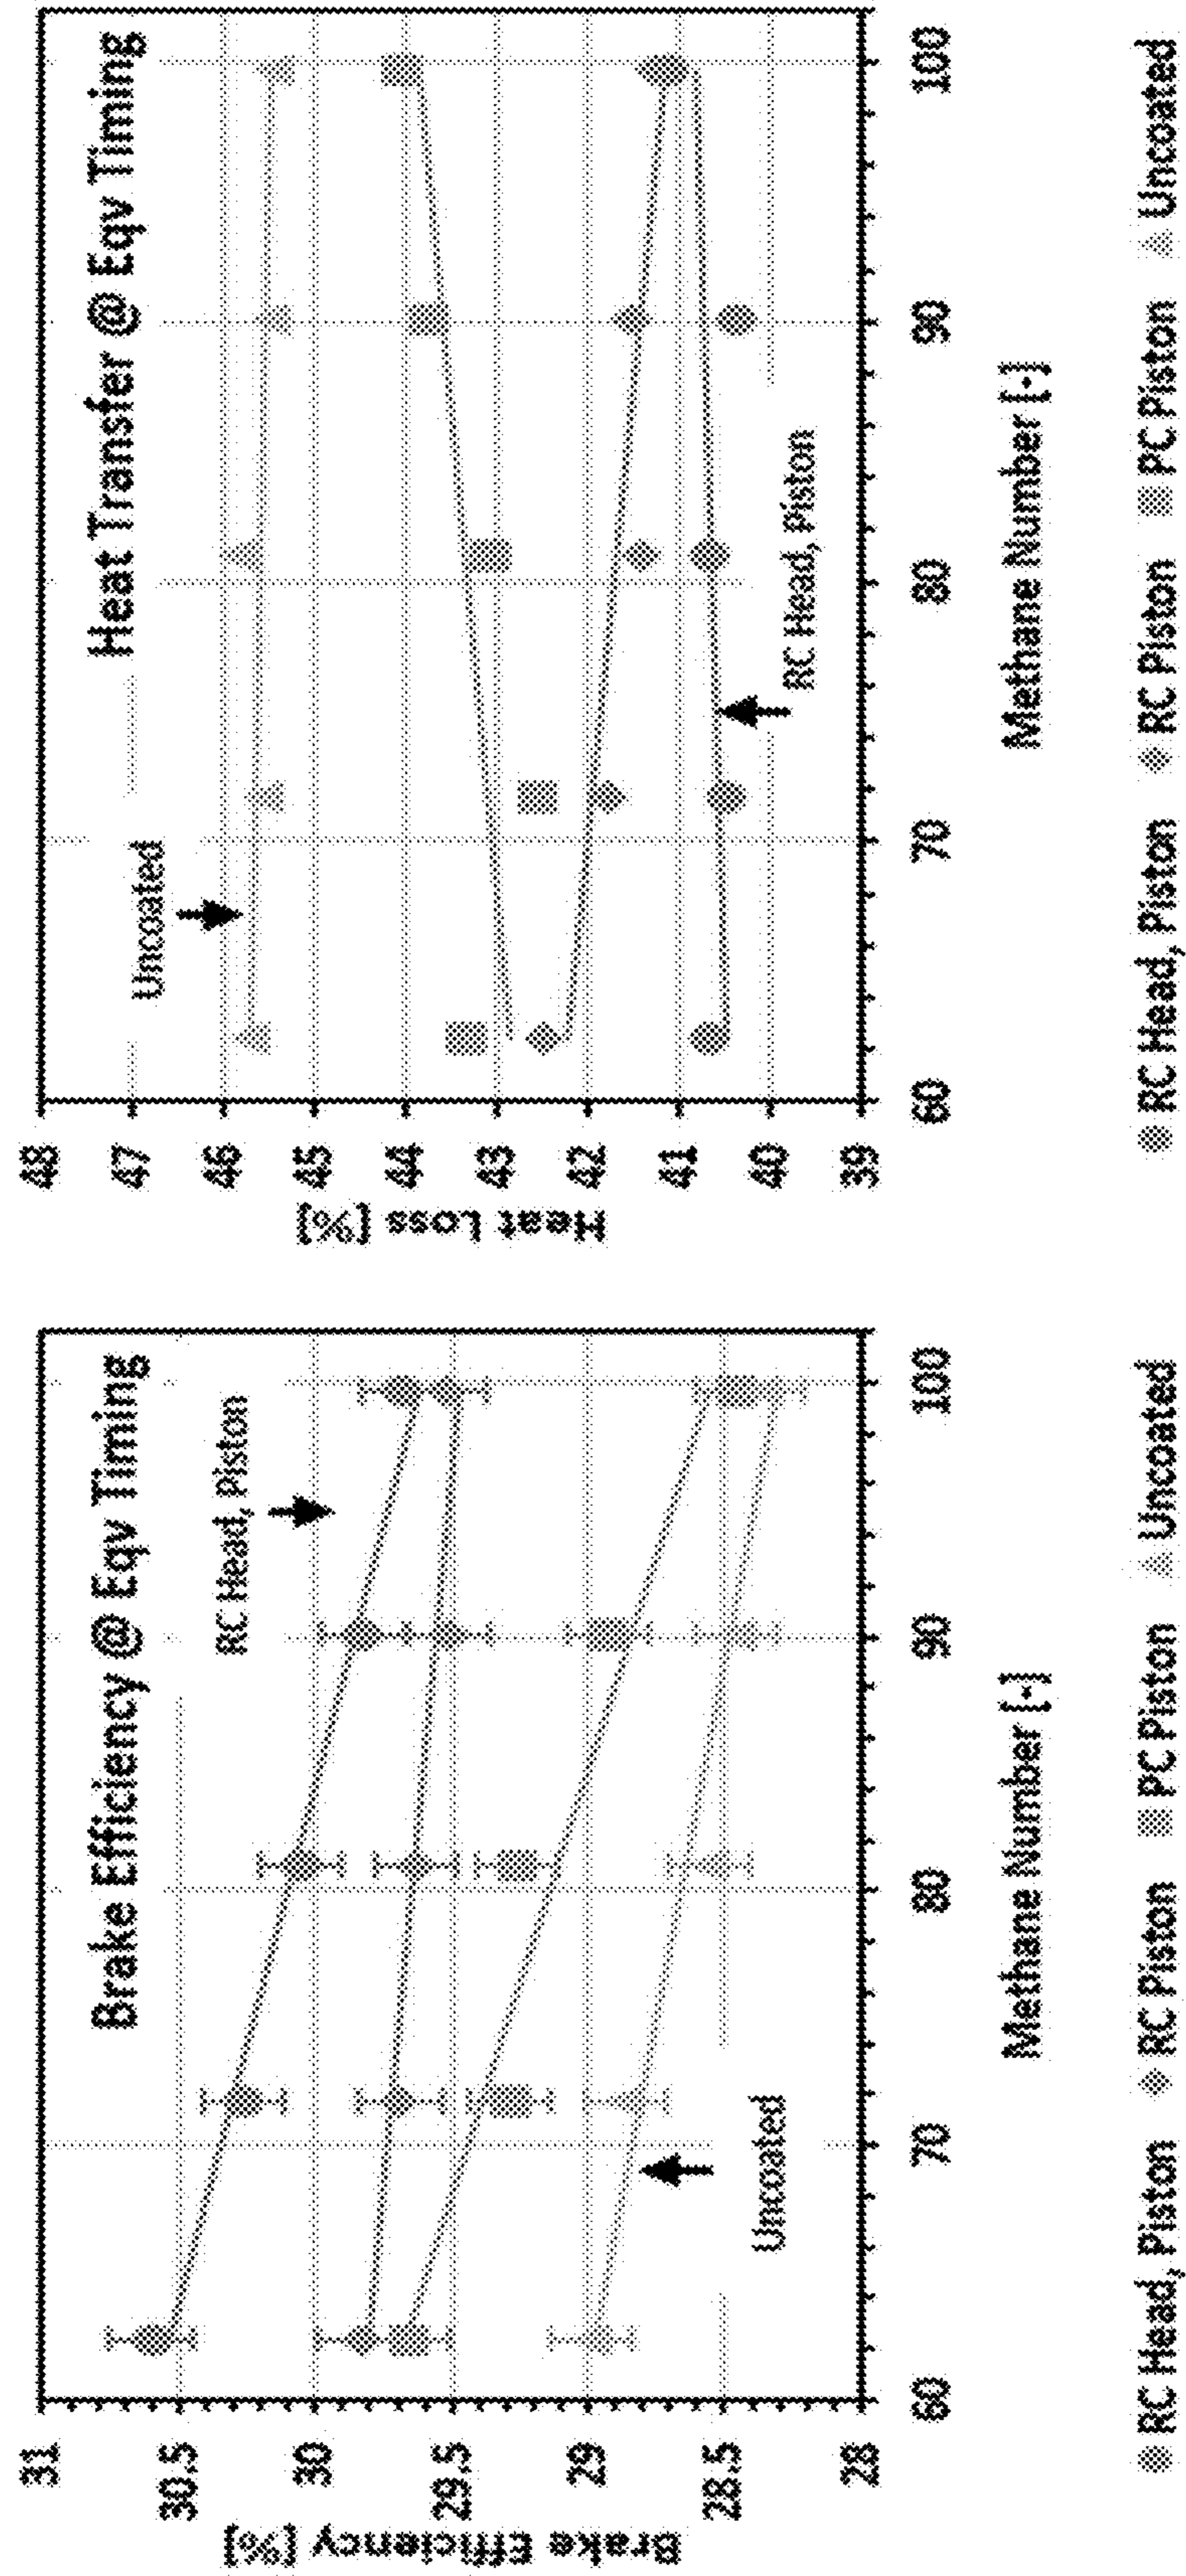 Brake Efficiency @ Eqv Timing
RC Head, Piston
Uncoated
Brake Efficiency [%]
31
30.5
30
29.5
29
28.5
28
60 70 80 90 100
Methane Number [-]
RC Head, Piston RC Piston PC Piston Uncoated
Heat Transfer @ Eqv Timing
Uncoated
RC Head, Piston
Heat Loss [%]
48
47
46
45
44
43
42
41
40
39
60 70 80 90 100
Methane Number [-]
RC Head, Piston RC Piston PC Piston Uncoated